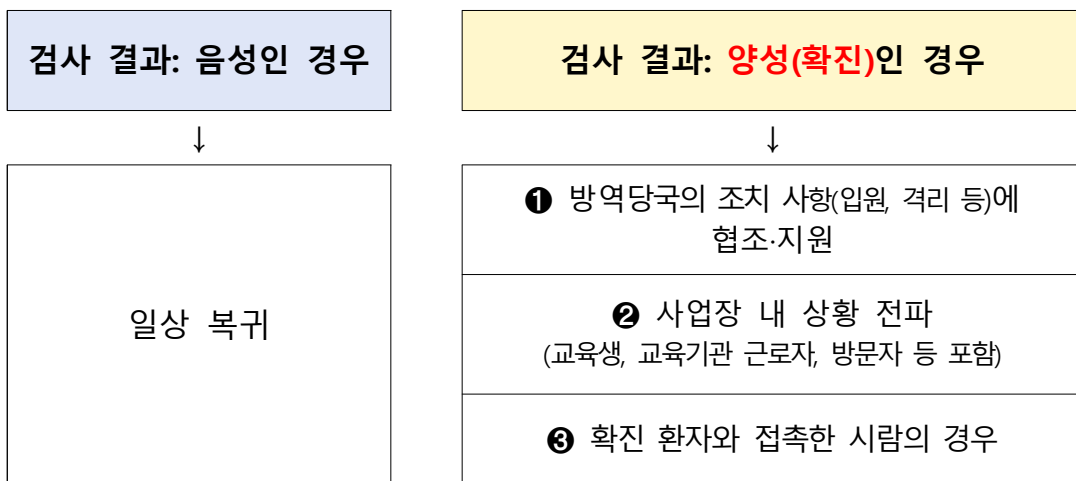 검사 결과: 음성인 경우
↓
일상 복귀
검사 결과: 양성(확진)인 경우
↓
❶ 방역당국의 조치 사항(입원, 격리 등)에
협조·지원
❷ 사업장 내 상황 전파
(교육생, 교육기관 근로자, 방문자 등 포함)
❸ 확진 환자와 접촉한 시람의 경우